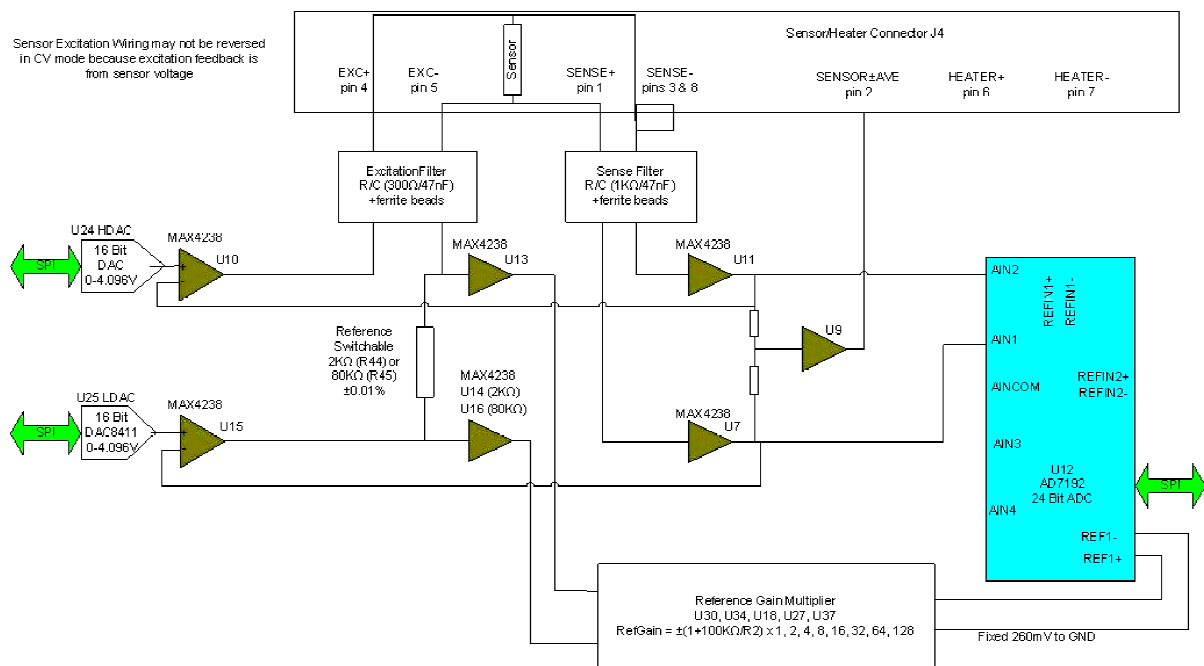 Sensor Excitation Wiring may not be reversed
in CV mode because excitation feedback is
from sensor voltage
Sensor/Heater Connector J4
Sensor
EXC+
pin 4
EXC-
pin 5
SENSE+
pin 1
SENSE-
pins 3 & 8
SENSOR±AVE
pin 2
HEATER+
pin 6
HEATER-
pin 7
ExcitationFilter
R/C (300Ω/47nF)
+ferrite beads
Sense Filter
R/C (1KΩ/47nF)
+ferrite beads
U24 HDAC
SPI
16 Bit
DAC
0-4.096V
MAX4238
+
-
U10
MAX4238
U13
MAX4238
U11
U9
Reference
Switchable
2KΩ (R44) or
80KΩ (R45)
±0.01%
U25 LDAC
SPI
16 Bit
DAC8411
0-4.096V
MAX4238
+
-
U15
MAX4238
U14 (2KΩ)
U16 (80KΩ)
MAX4238
U7
AIN2
REFIN1+
REFIN1-
AIN1
AINCOM
REFIN2+
REFIN2-
AIN3
U12
AD7192
24 Bit ADC
AIN4
SPI
REF1-
REF1+
Reference Gain Multiplier
U30, U34, U18, U27, U37
RefGain = ±(1+100KΩ/R2) x 1, 2, 4, 8, 16, 32, 64, 128
Fixed 260mV to GND